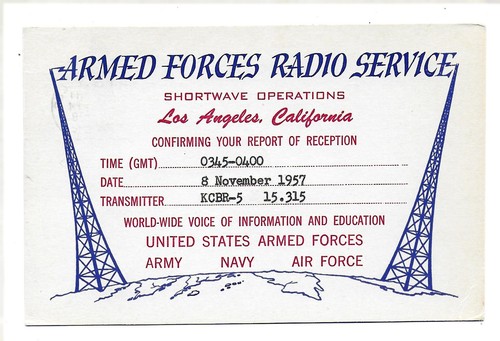 ARMED FORCES RADIO SERVICE
SHORTWAVE OPERATIONS
Los Angeles, California
CONFIRMING YOUR REPORT OF RECEPTION
TIME (GMT) 0345-0400
DATE 8 November 1957
TRANSMITTER KCBR-5 15.315
WORLD-WIDE VOICE OF INFORMATION AND EDUCATION
UNITED STATES ARMED FORCES
ARMY NAVY AIR FORCE